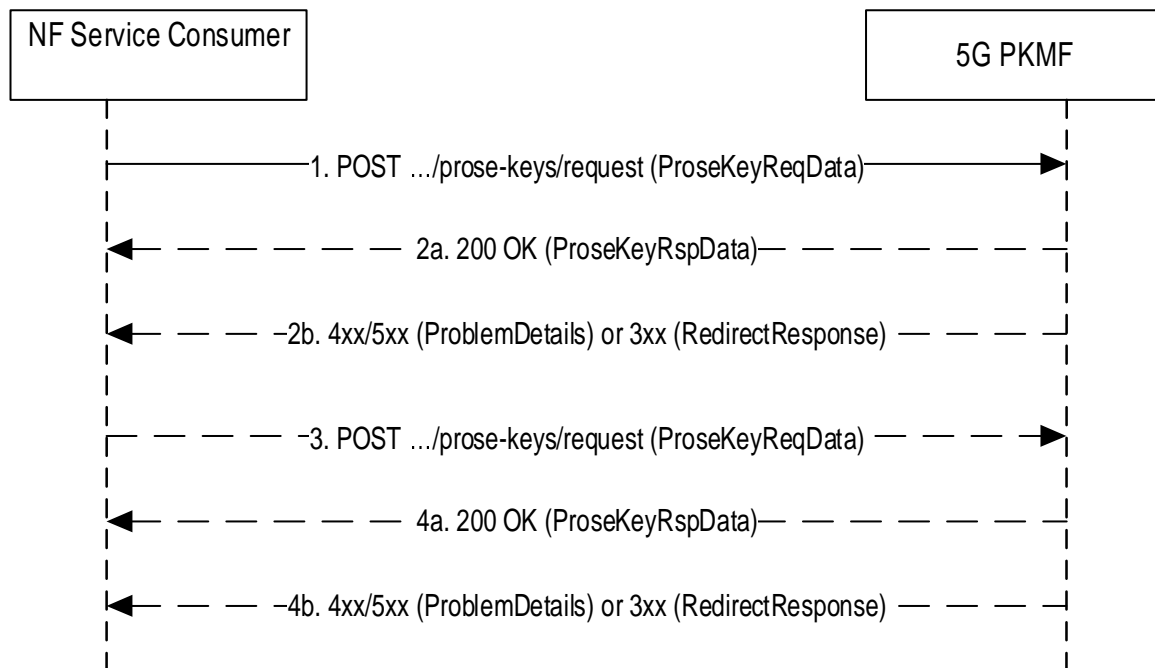 NF Service Consumer
5G PKMF
1. POST .../prose-keys/request (ProseKeyReqData)
2a. 200 OK (ProseKeyRspData)
2b. 4xx/5xx (ProblemDetails) or 3xx (RedirectResponse)
3. POST .../prose-keys/request (ProseKeyReqData)
4a. 200 OK (ProseKeyRspData)
4b. 4xx/5xx (ProblemDetails) or 3xx (RedirectResponse)